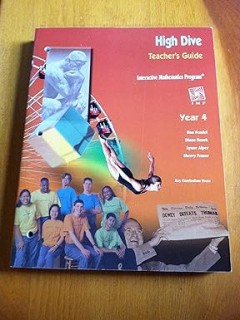 High Dive
Teacher's Guide
Interactive Mathematics Program®
IMP
Year 4
Dan Fendel
Diane Resek
Lynne Alper
Sherry Fraser
Key Curriculum Press
DEWEY DEFEATS TRUMAN